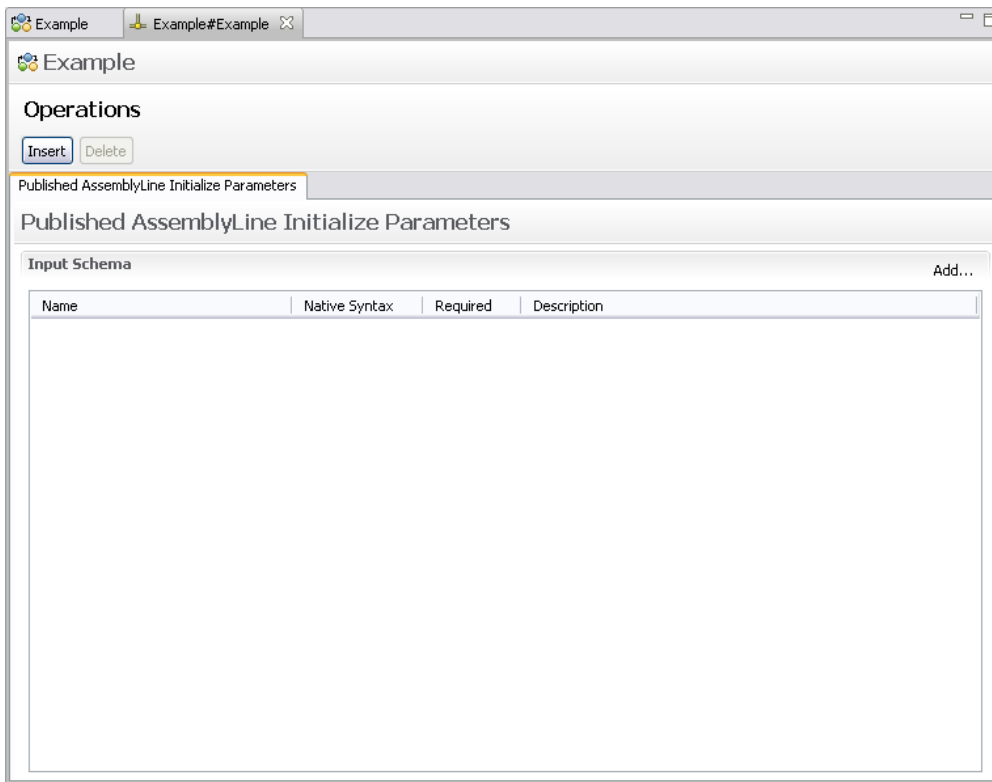 Example Example#Example
Example
Operations
Insert Delete
Published AssemblyLine Initialize Parameters
Published AssemblyLine Initialize Parameters
Input Schema Add...
Name Native Syntax Required Description